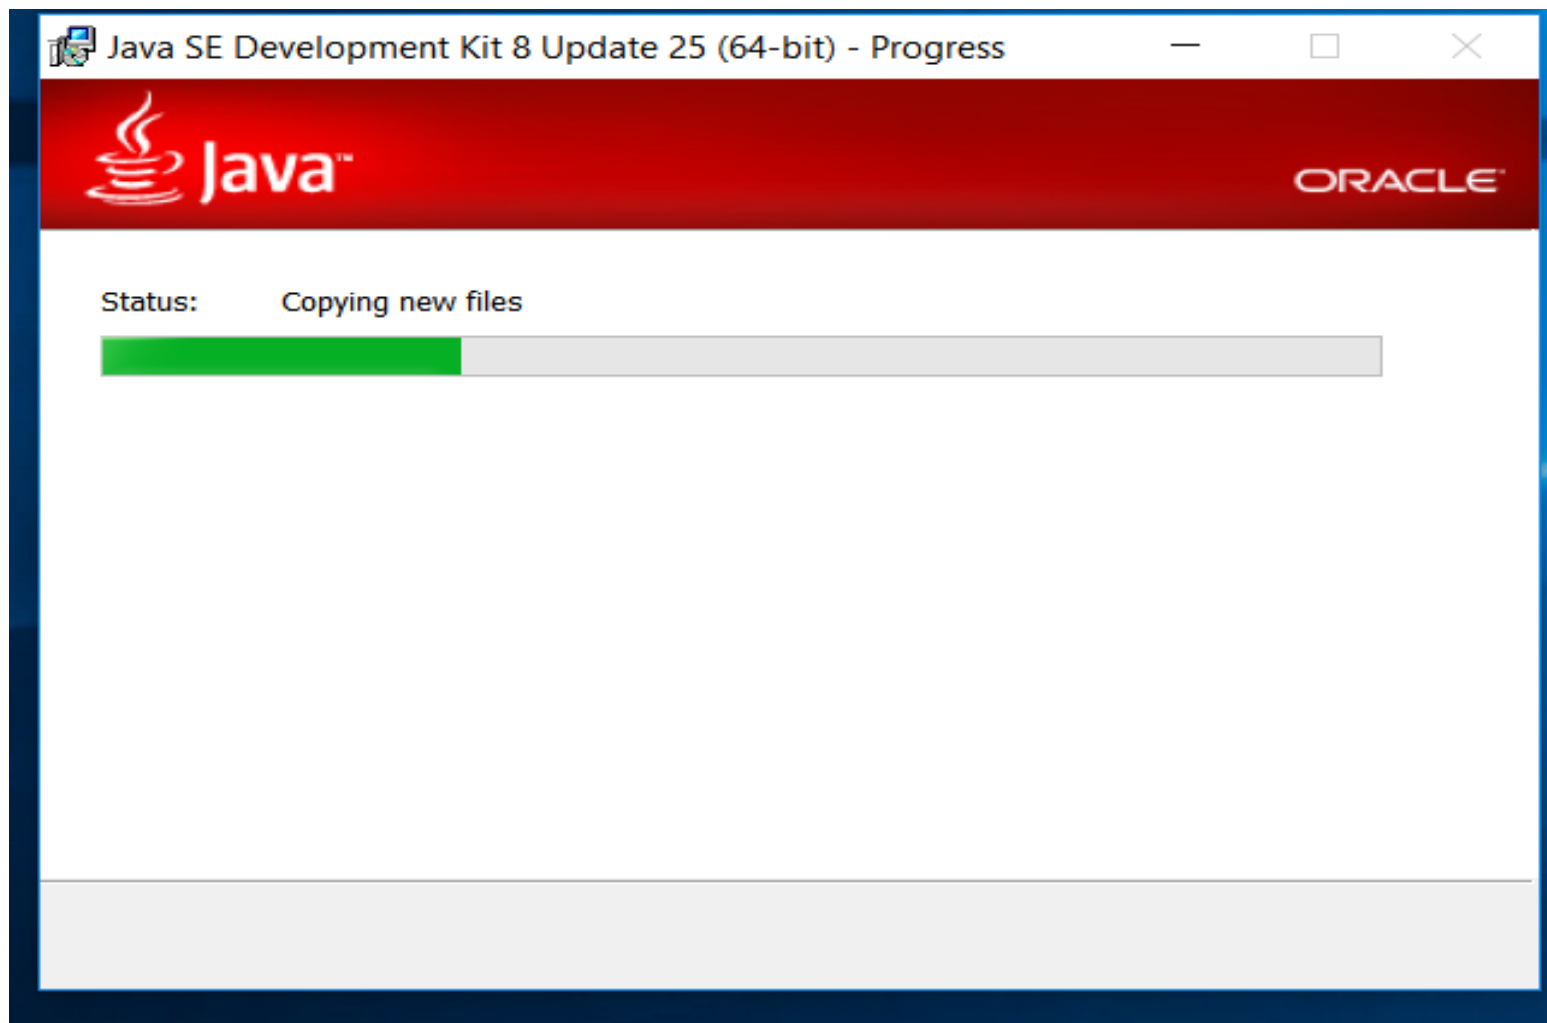 Java SE Development Kit 8 Update 25 (64-bit) - Progress
Java™
ORACLE
Status: Copying new files